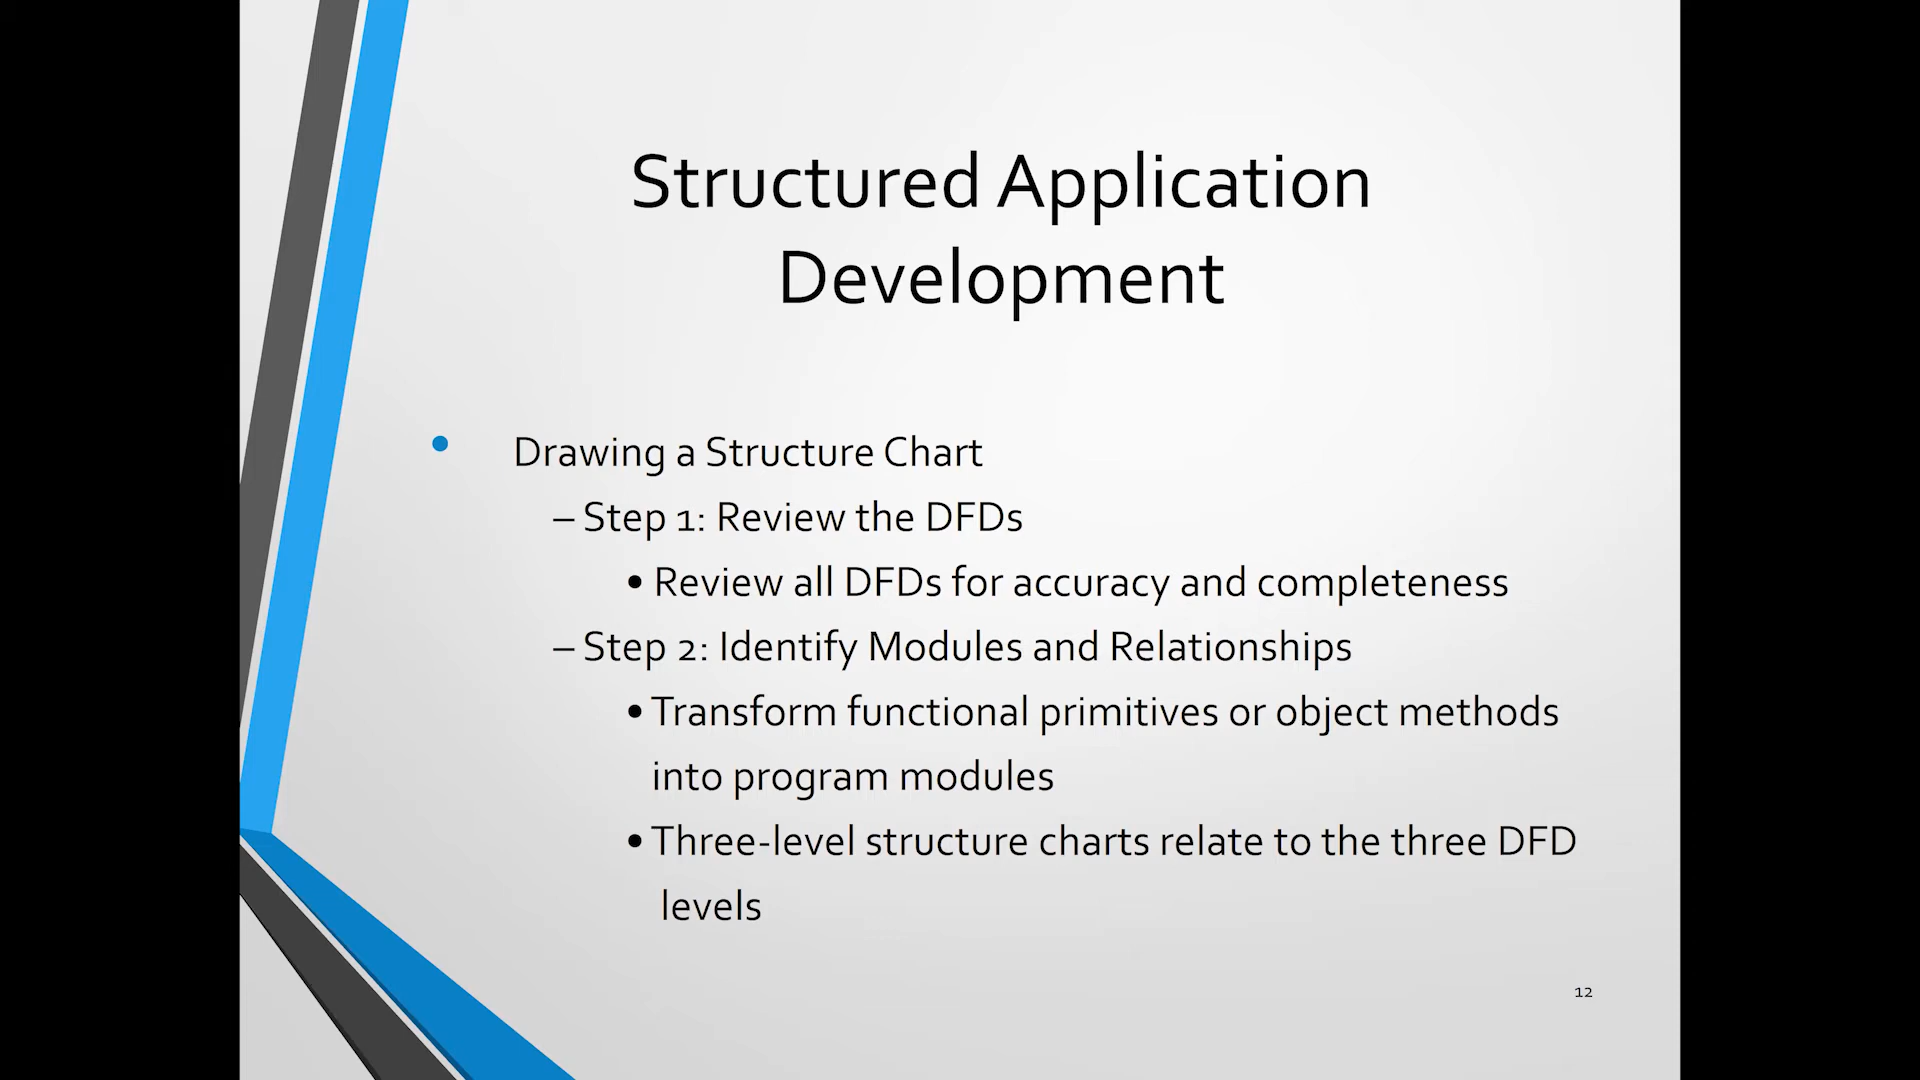 Structured Application
Development
• Drawing a Structure Chart
– Step 1: Review the DFDs
• Review all DFDs for accuracy and completeness
– Step 2: Identify Modules and Relationships
• Transform functional primitives or object methods
into program modules
• Three-level structure charts relate to the three DFD
levels
12